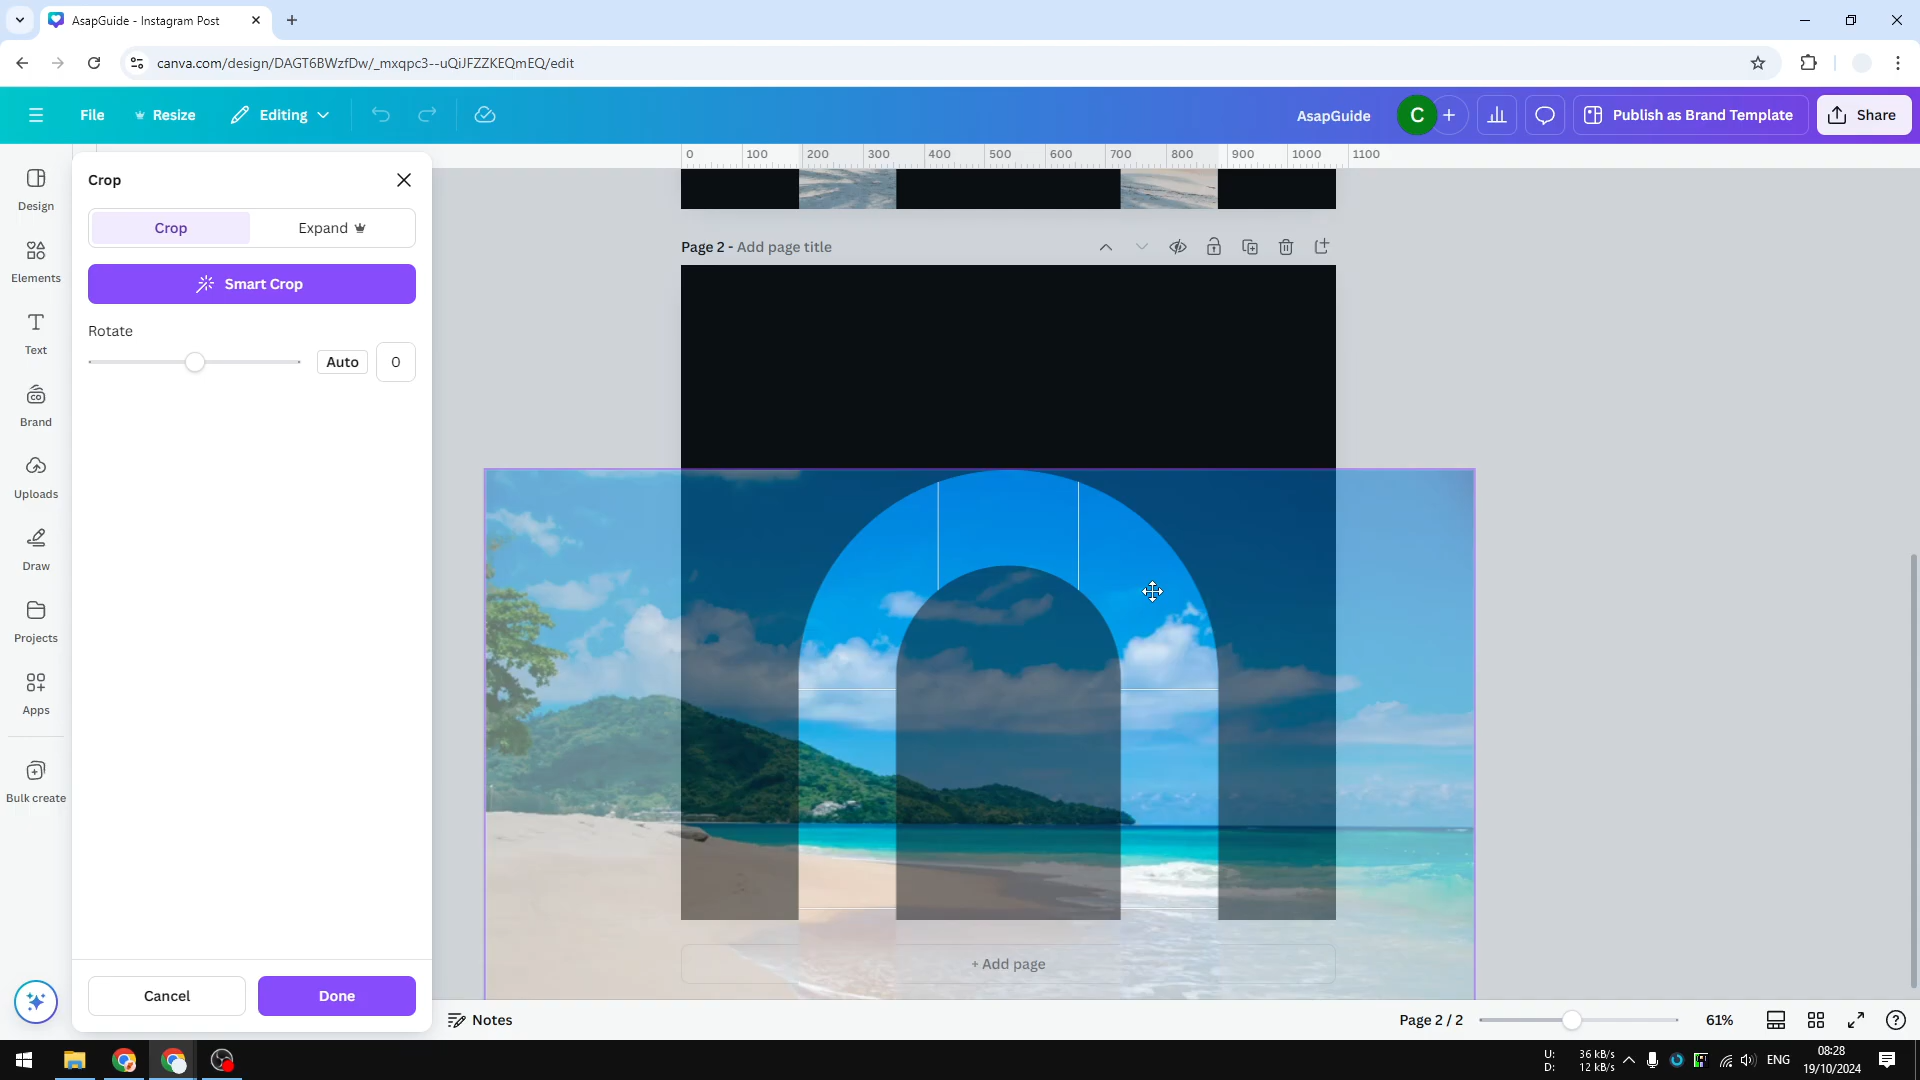 AsapGuide - Instagram Post
canva.com/design/DAGT6BWzfDw/_mxqpc3--uQiJFZZKEQmEQ/edit
File
Resize
Editing
AsapGuide
C
Publish as Brand Template
Share
0 100 200 300 400 500 600 700 800 900 1000 1100
Design
Elements
Text
Brand
Uploads
Draw
Projects
Apps
Bulk create
Crop
Crop
Expand
Smart Crop
Rotate
Auto
0
Cancel
Done
Page 2 - Add page title
+ Add page
Notes
Page 2 / 2
61%
U: 36 kB/s
D: 12 kB/s
ENG
08:28
19/10/2024